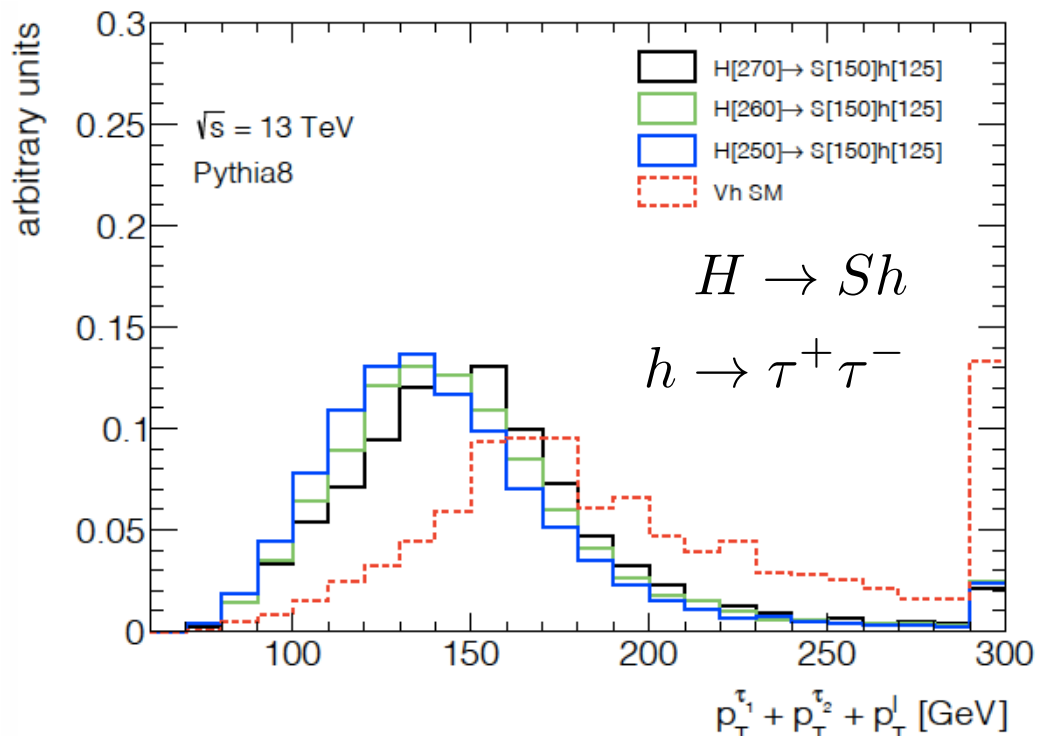 arbitrary units
0.3
0.25
0.2
0.15
0.1
0.05
0
√s = 13 TeV
Pythia8
H[270]→ S[150]h[125]
H[260]→ S[150]h[125]
H[250]→ S[150]h[125]
Vh SM
H → Sh
h → τ⁺τ⁻
100
150
200
250
300
p_T^τ₁ + p_T^τ₂ + p_T^l [GeV]